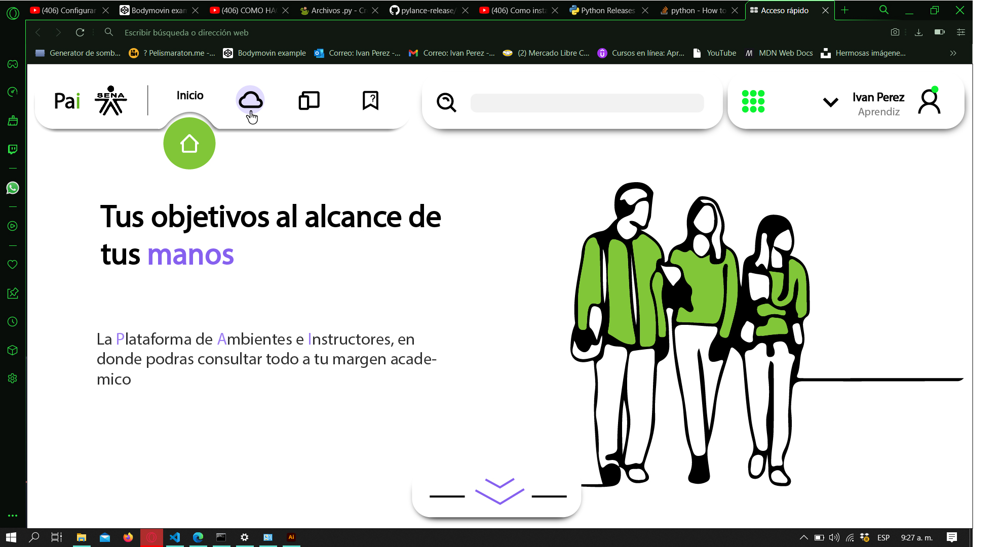 (406) Configurar
Bodymovin exam
(406) COMO HA
Archivos .py - Cr
pylance-release/
(406) Como insta
Python Releases
python - How to
Acceso rápido
Escribir búsqueda o dirección web
Generator de somb...
? Pelismaraton.me -...
Bodymovin example
Correo: Ivan Perez -...
Correo: Ivan Perez -...
(2) Mercado Libre C...
Cursos en línea: Apr...
YouTube
MDN Web Docs
Hermosas imágene...
Pai
SENA
Inicio
Ivan Perez
Aprendiz
Tus objetivos al alcance de
tus manos
La Plataforma de Ambientes e Instructores, en
donde podras consultar todo a tu margen acade-
mico
Ai
ESP
9:27 a. m.